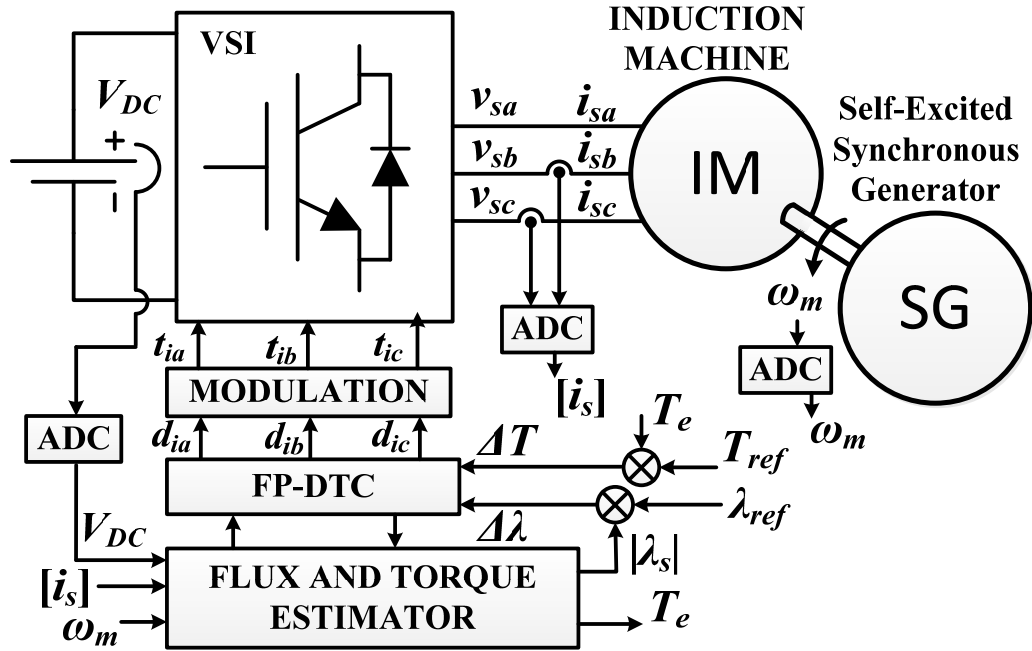 INDUCTION
MACHINE
VSI
V_DC
+
−
v_sa i_sa
v_sb i_sb
v_sc i_sc
IM
Self-Excited
Synchronous
Generator
SG
ω_m
ADC
ω_m
ADC
[i_s]
t_ia t_ib t_ic
MODULATION
d_ia d_ib d_ic
ADC
FP-DTC
ΔT
T_e
T_ref
Δλ
λ_ref
|λ_s|
V_DC
[i_s]
ω_m
FLUX AND TORQUE
ESTIMATOR
T_e